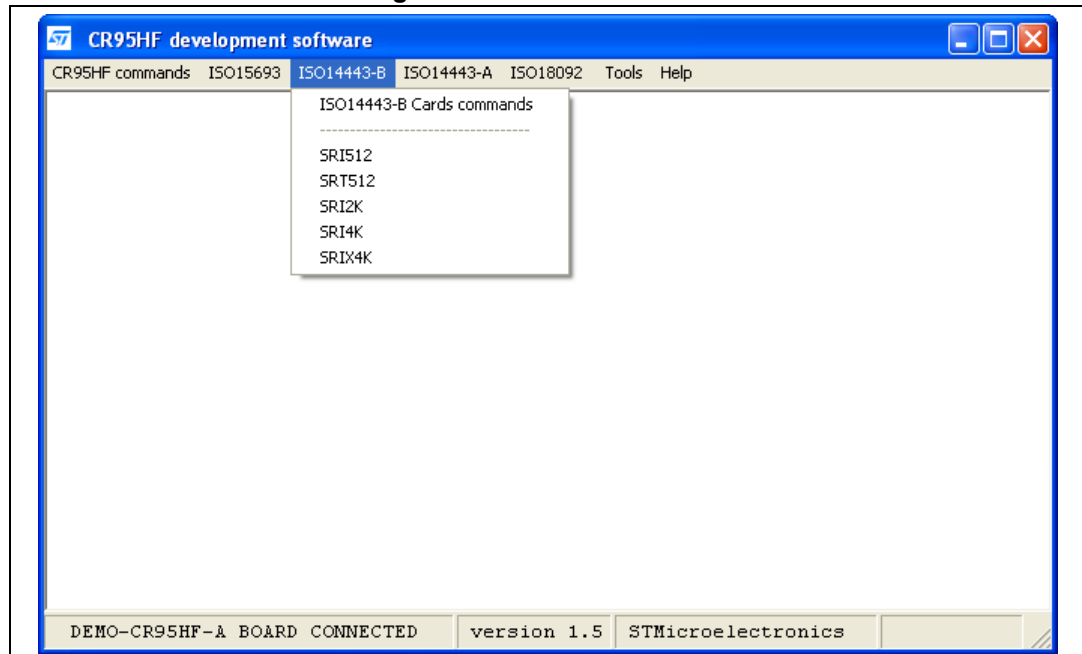 CR95HF development software
CR95HF commands ISO15693 ISO14443-B ISO14443-A ISO18092 Tools Help
ISO14443-B Cards commands
----------------------------------
SRI512
SRT512
SRI2K
SRI4K
SRIX4K
DEMO-CR95HF-A BOARD CONNECTED version 1.5 STMicroelectronics